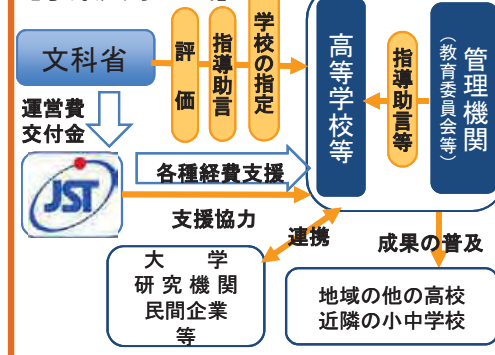 文科省
評価
指導助言
学校の指定
高等学校等
指導助言等
管理機関
（教育委員会等）
運営費
交付金
JST
各種経費支援
支援協力
連携
成果の普及
大学
研究機関
民間企業
等
地域の他の高校
近隣の小中学校